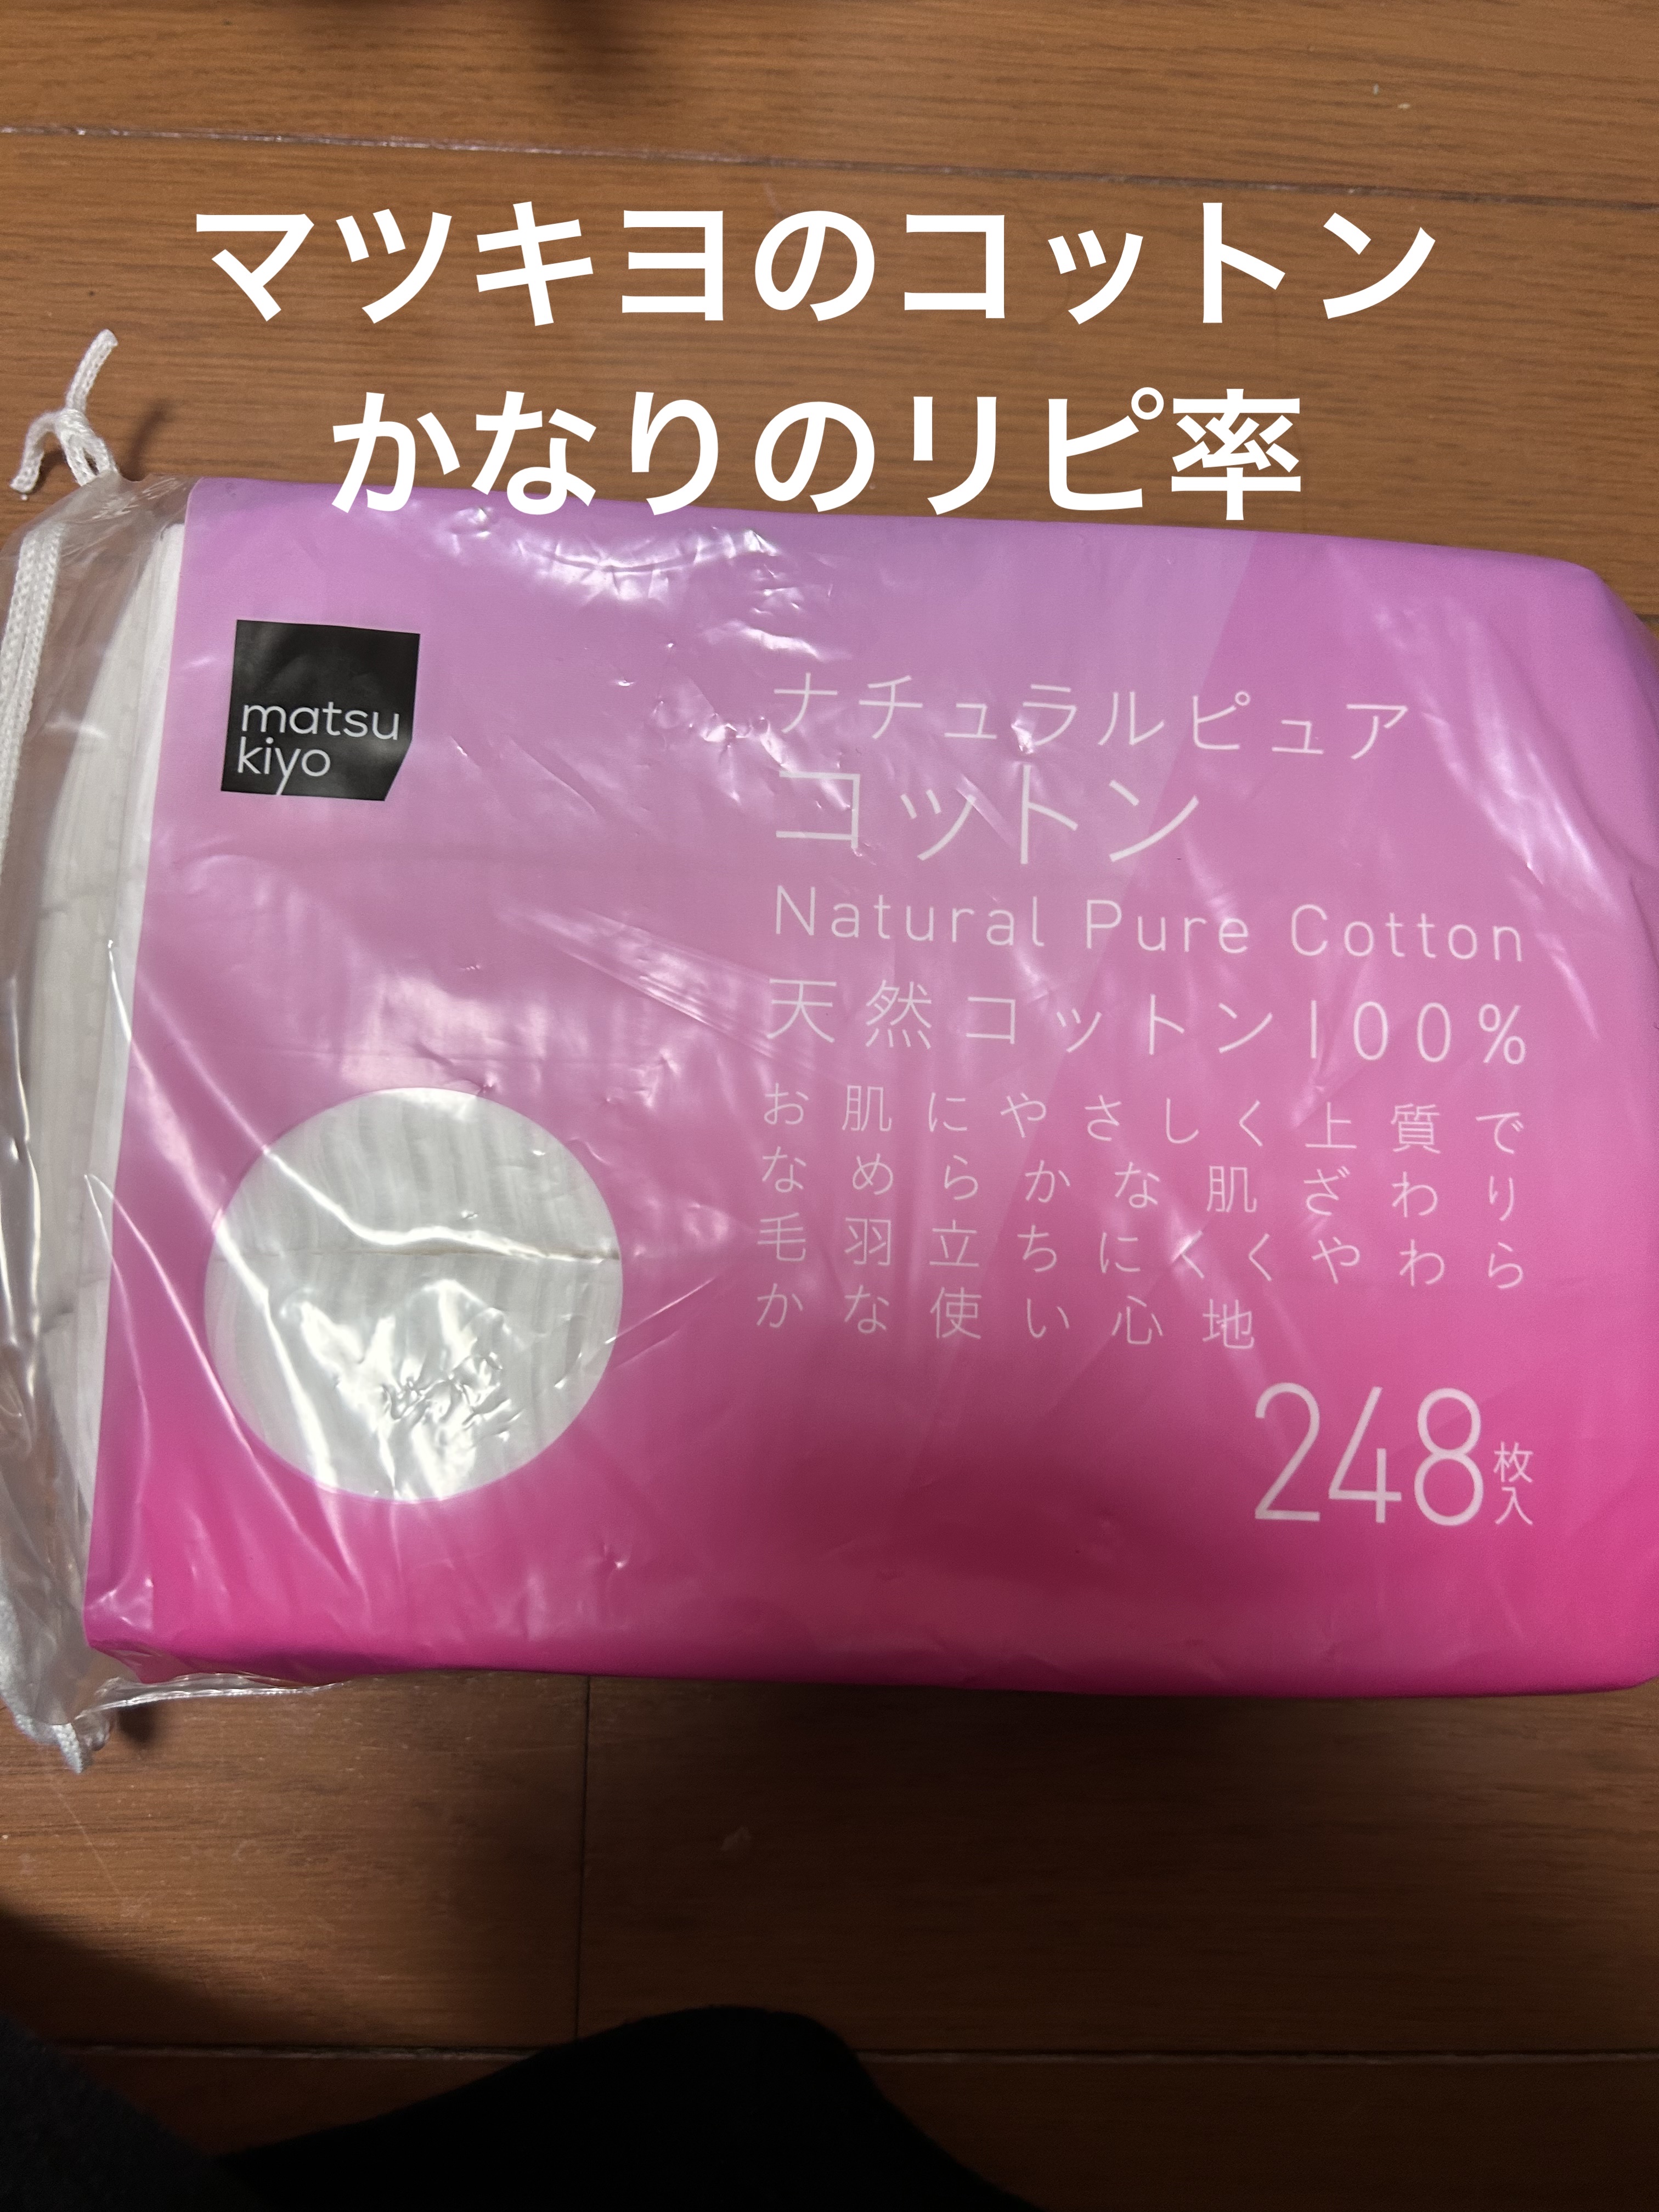 マツキヨのコットン
かなりのリピ率
matsu
kiyo
ナチュラルピュア
コットン
Natural Pure Cotton
天然コットン100%
お肌にやさしく上質で
なめらかな肌ざわり
毛羽立ちにくくやわら
かな使い心地
248枚入